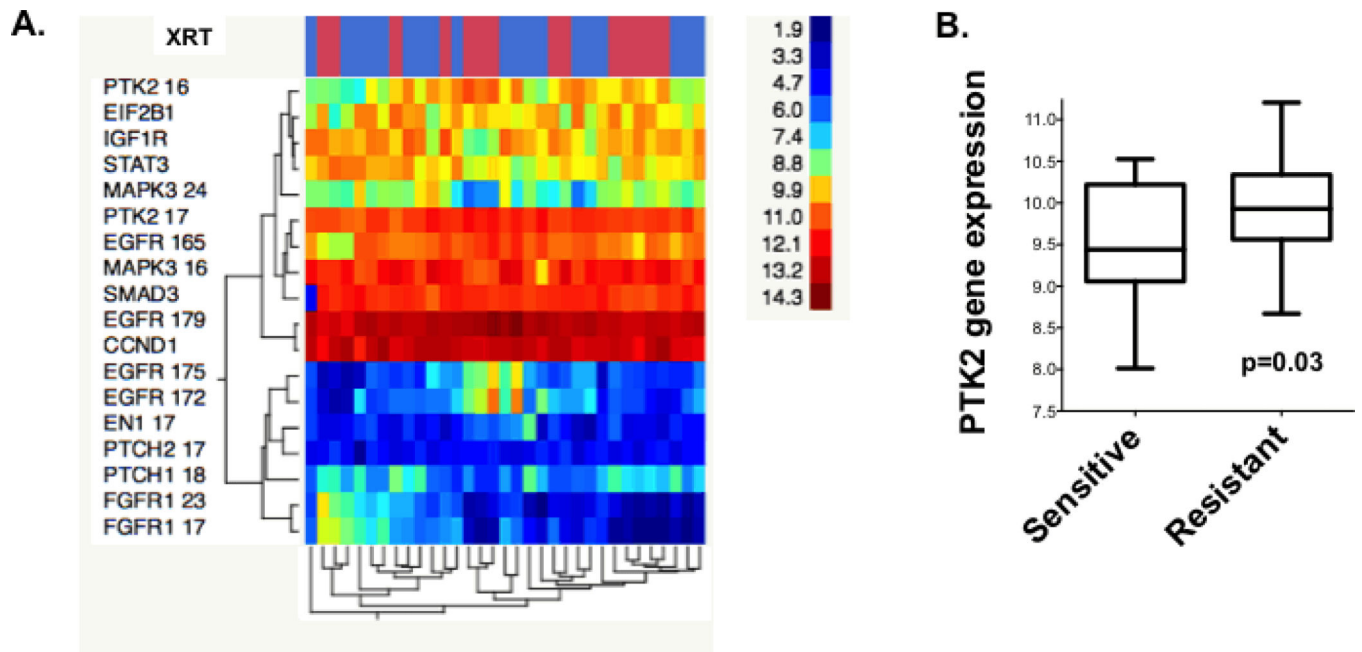 A.
XRT
PTK2 16
EIF2B1
IGF1R
STAT3
MAPK3 24
PTK2 17
EGFR 165
MAPK3 16
SMAD3
EGFR 179
CCND1
EGFR 175
EGFR 172
EN1 17
PTCH2 17
PTCH1 18
FGFR1 23
FGFR1 17
1.9
3.3
4.7
6.0
7.4
8.8
9.9
11.0
12.1
13.2
14.3
B.
PTK2 gene expression
11.0
10.5
10.0
9.5
9.0
8.5
8.0
7.5
p=0.03
Sensitive
Resistant